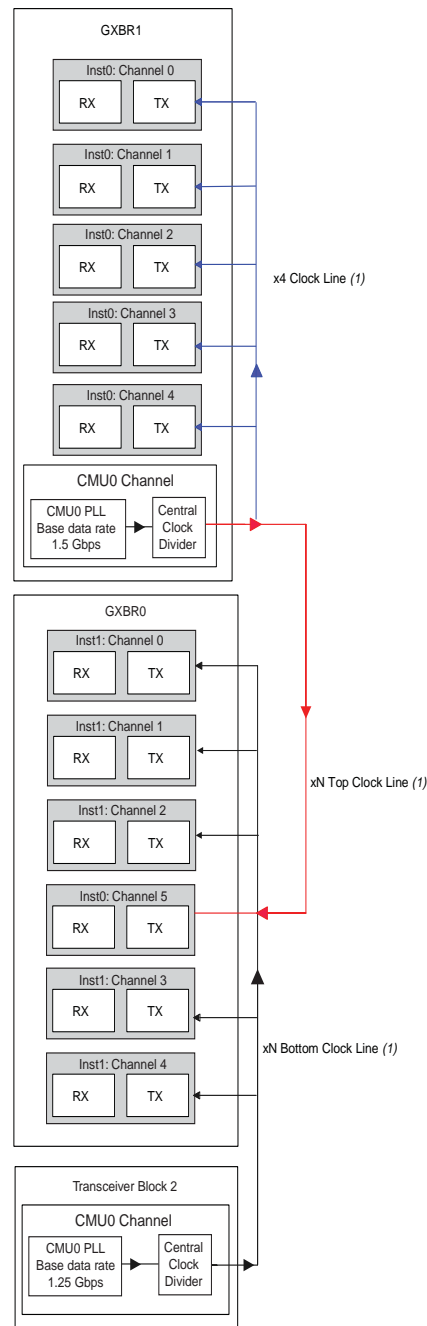 GXBR1
Inst0: Channel 0
RX
TX
Inst0: Channel 1
RX
TX
Inst0: Channel 2
RX
TX
x4 Clock Line (1)
Inst0: Channel 3
RX
TX
Inst0: Channel 4
RX
TX
CMU0 Channel
CMU0 PLL
Base data rate
1.5 Gbps
Central
Clock
Divider
GXBR0
Inst1: Channel 0
RX
TX
Inst1: Channel 1
RX
TX
xN Top Clock Line (1)
Inst1: Channel 2
RX
TX
Inst0: Channel 5
RX
TX
Inst1: Channel 3
RX
TX
xN Bottom Clock Line (1)
Inst1: Channel 4
RX
TX
Transceiver Block 2
CMU0 Channel
CMU0 PLL
Base data rate
1.25 Gbps
Central
Clock
Divider